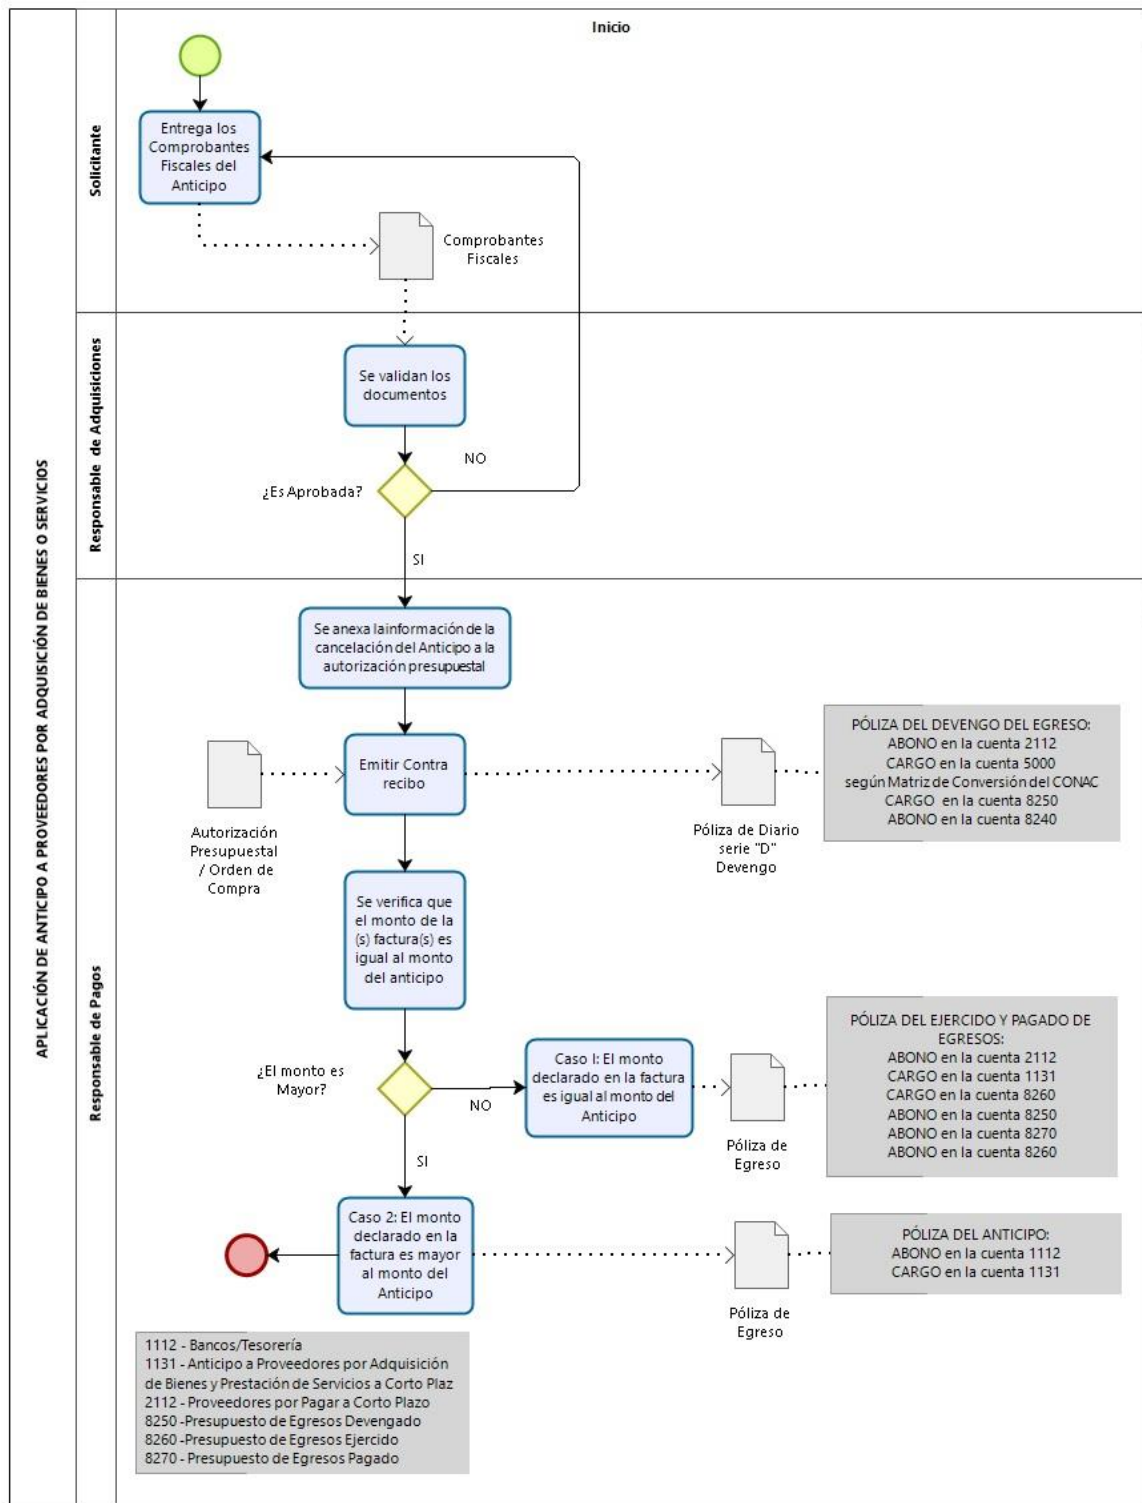 Inicio
APLICACIÓN DE ANTICIPO A PROVEEDORES POR ADQUISICIÓN DE BIENES O SERVICIOS
Solicitante
Entrega los
Comprobantes
Fiscales del
Anticipo
Comprobantes
Fiscales
Responsable de Adquisiciones
Se validan los
documentos
NO
¿Es Aprobada?
SI
Responsable de Pagos
Se anexa lainformación de la
cancelación del Anticipo a la
autorización presupuestal
Emitir Contra
recibo
Autorización
Presupuestal
/ Orden de
Compra
Póliza de Diario
serie "D"
Devengo
PÓLIZA DEL DEVENGO DEL EGRESO:
ABONO en la cuenta 2112
CARGO en la cuenta 5000
según Matriz de Conversión del CONAC
CARGO en la cuenta 8250
ABONO en la cuenta 8240
Se verifica que
el monto de la
(s) factura(s) es
igual al monto
del anticipo
¿El monto es
Mayor?
NO
Caso I: El monto
declarado en la factura
es igual al monto del
Anticipo
Póliza de
Egreso
PÓLIZA DEL EJERCIDO Y PAGADO DE
EGRESOS:
ABONO en la cuenta 2112
CARGO en la cuenta 1131
CARGO en la cuenta 8260
ABONO en la cuenta 8250
ABONO en la cuenta 8270
ABONO en la cuenta 8260
SI
Caso 2: El monto
declarado en la
factura es mayor
al monto del
Anticipo
Póliza de
Egreso
PÓLIZA DEL ANTICIPO:
ABONO en la cuenta 1112
CARGO en la cuenta 1131
1112 - Bancos/Tesorería
1131 - Anticipo a Proveedores por Adquisición
de Bienes y Prestación de Servicios a Corto Plaz
2112 - Proveedores por Pagar a Corto Plazo
8250 -Presupuesto de Egresos Devengado
8260 -Presupuesto de Egresos Ejercido
8270 - Presupuesto de Egresos Pagado